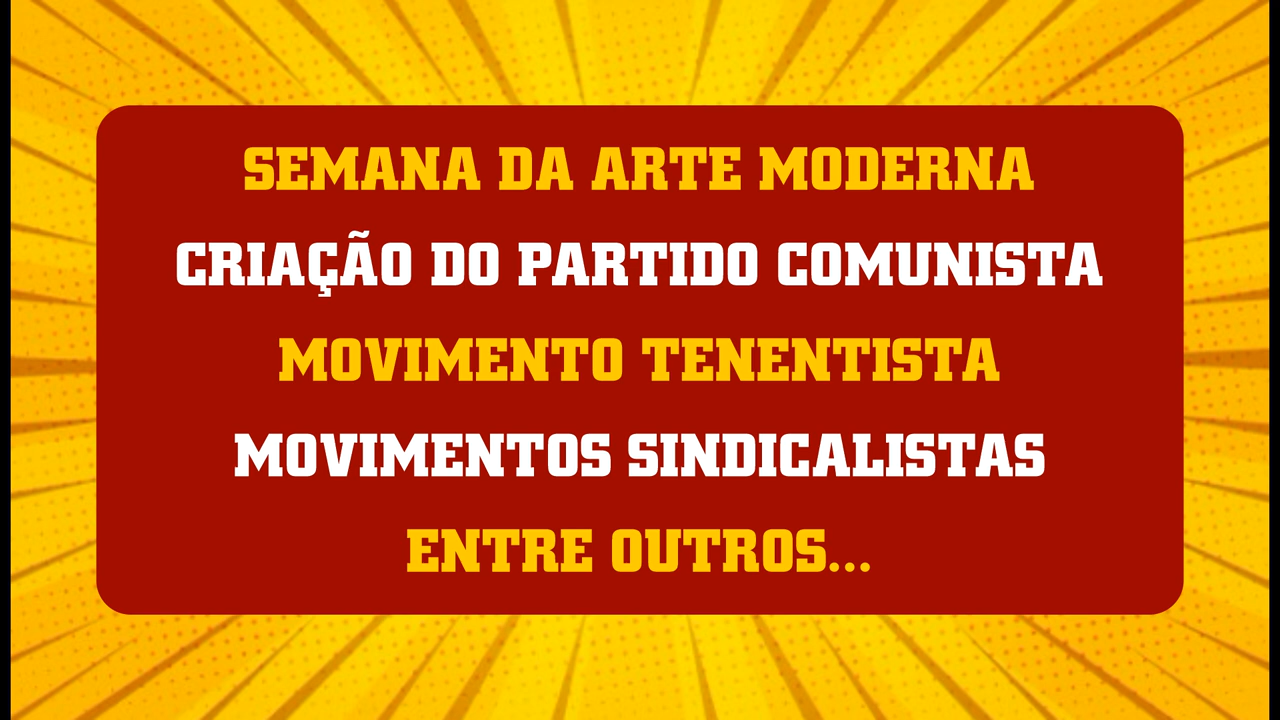 SEMANA DA ARTE MODERNA
CRIAÇÃO DO PARTIDO COMUNISTA
MOVIMENTO TENENTISTA
MOVIMENTOS SINDICALISTAS
ENTRE OUTROS...